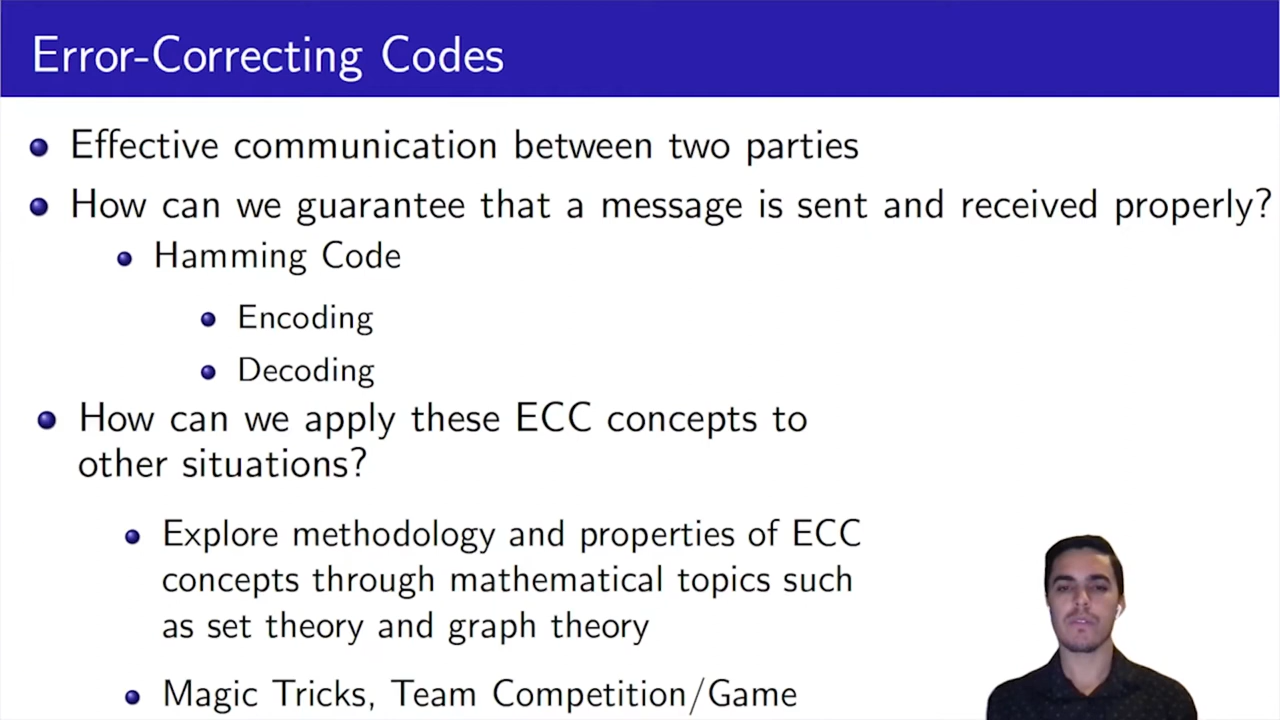 Error-Correcting Codes
Effective communication between two parties
How can we guarantee that a message is sent and received properly?
Hamming Code
Encoding
Decoding
How can we apply these ECC concepts to
other situations?
Explore methodology and properties of ECC
concepts through mathematical topics such
as set theory and graph theory
Magic Tricks, Team Competition/Game